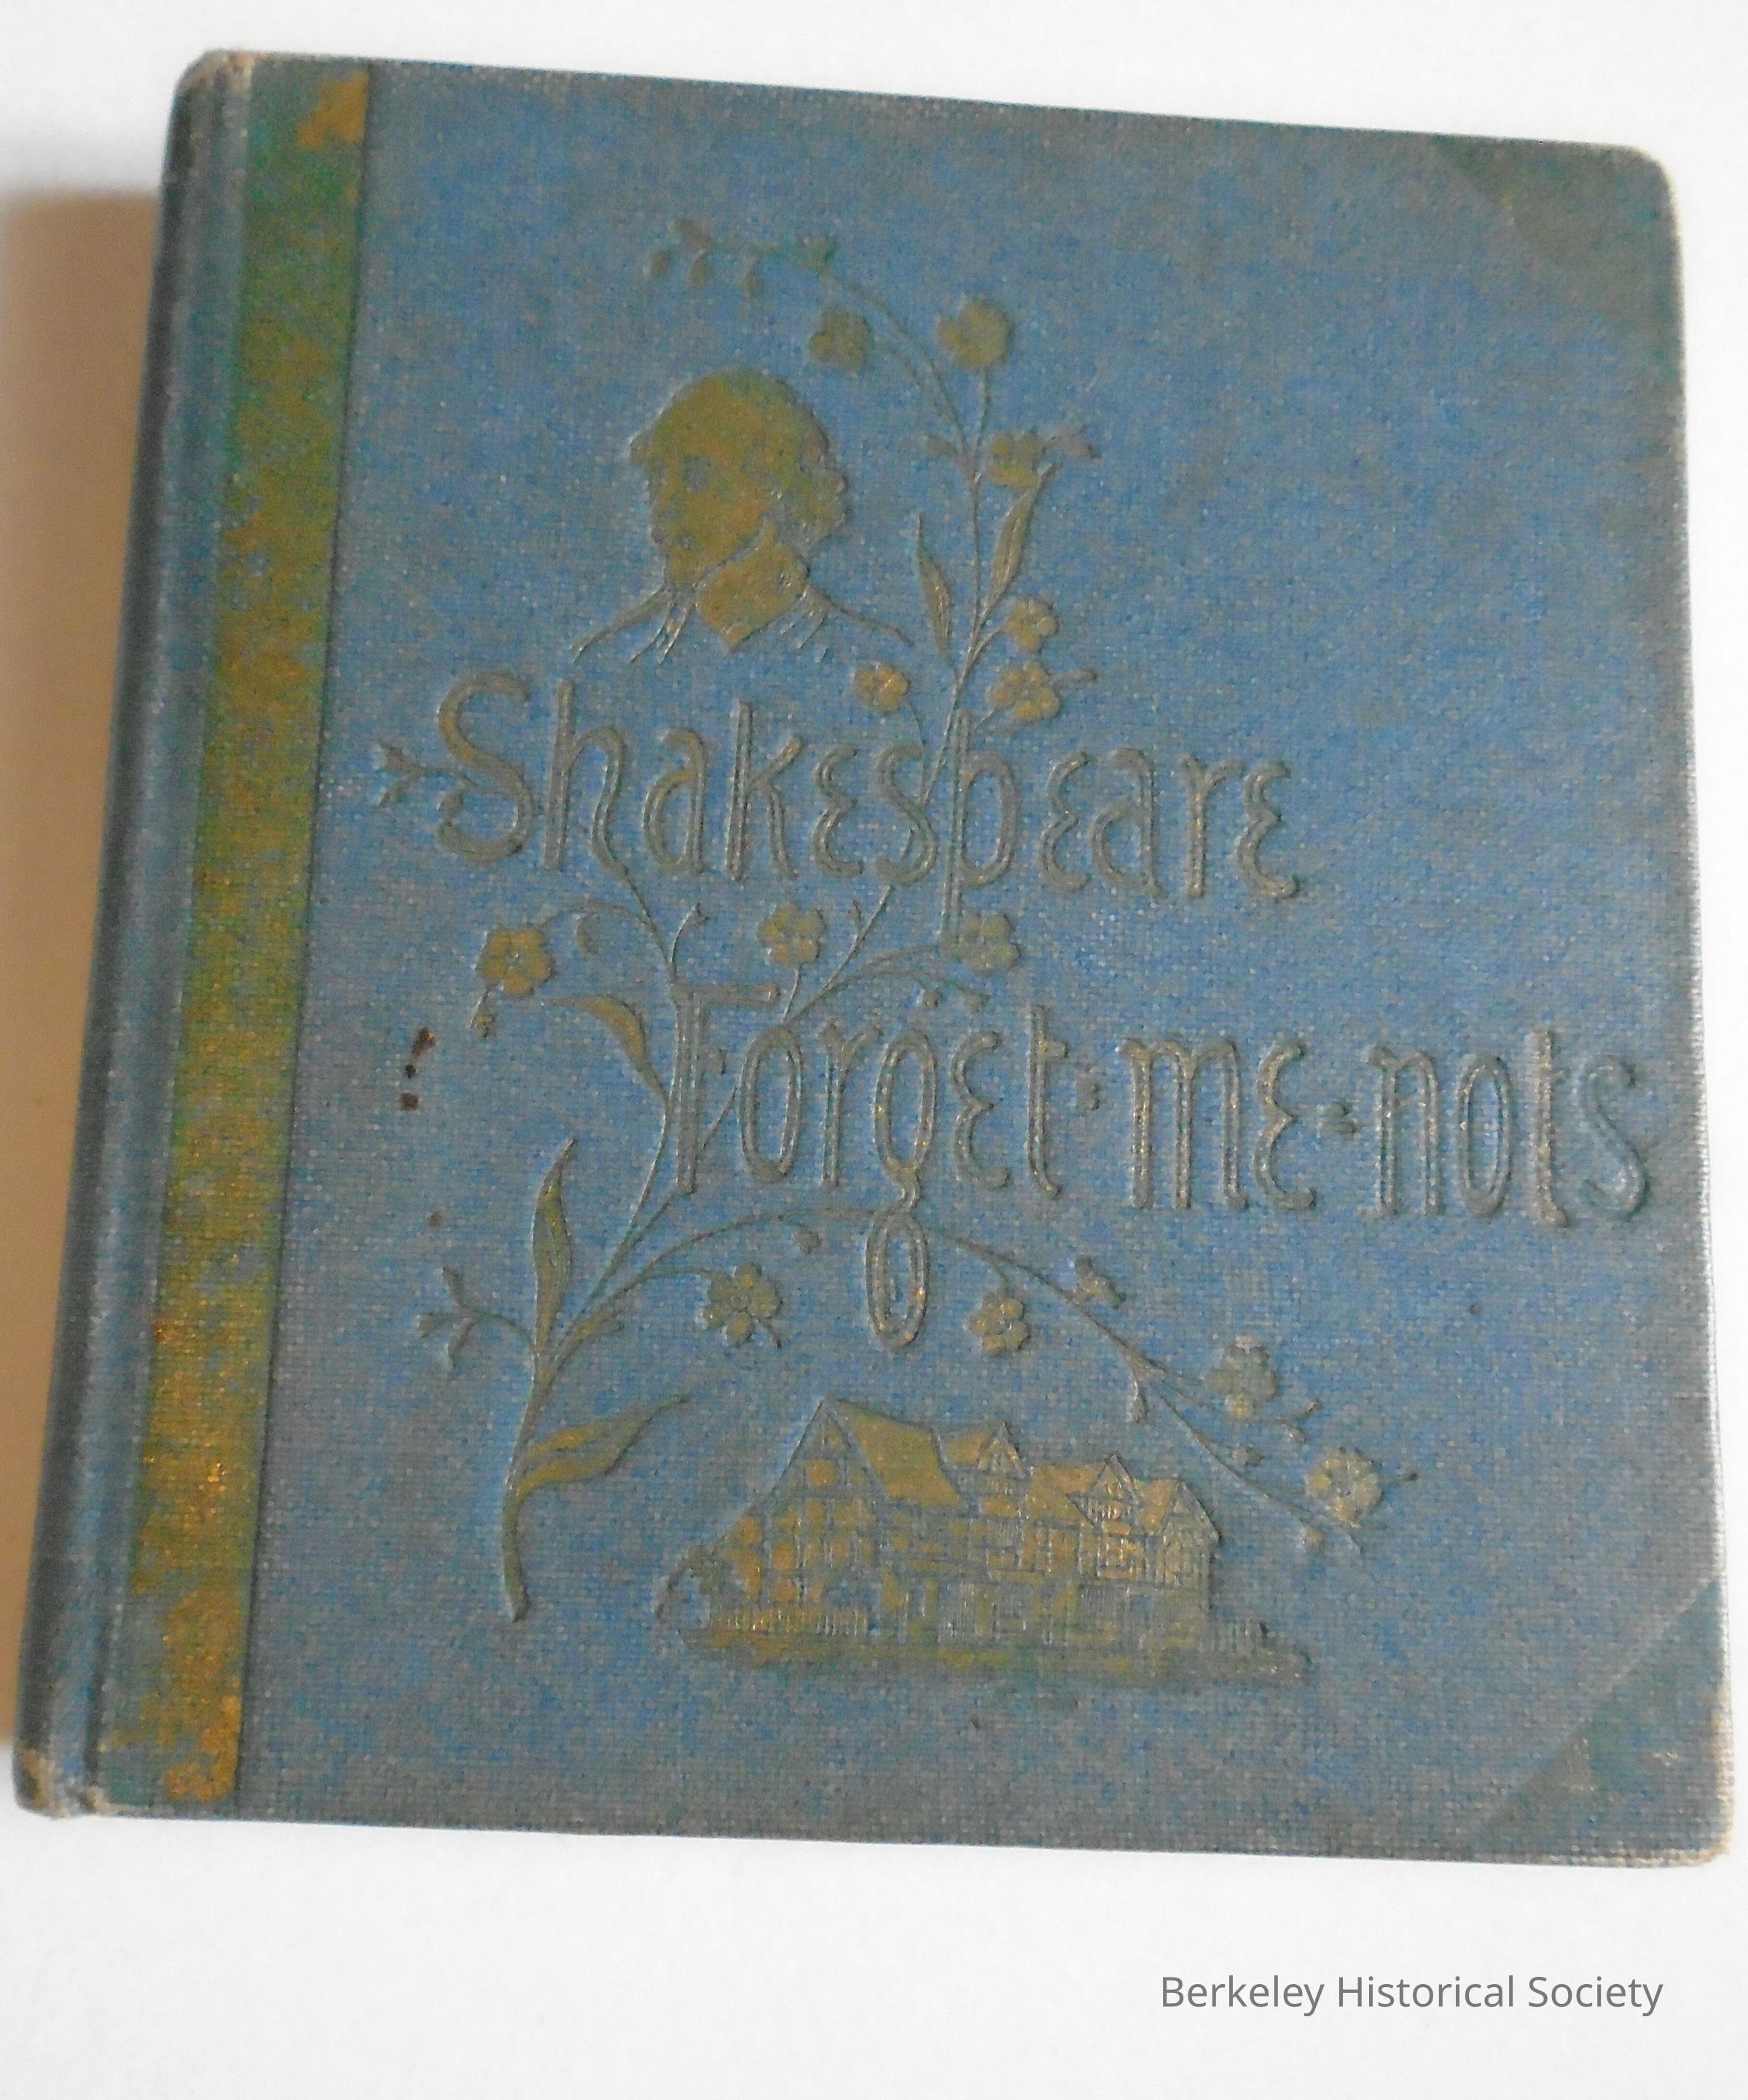 Shakespeare
Forget·me·nots
Berkeley Historical Society